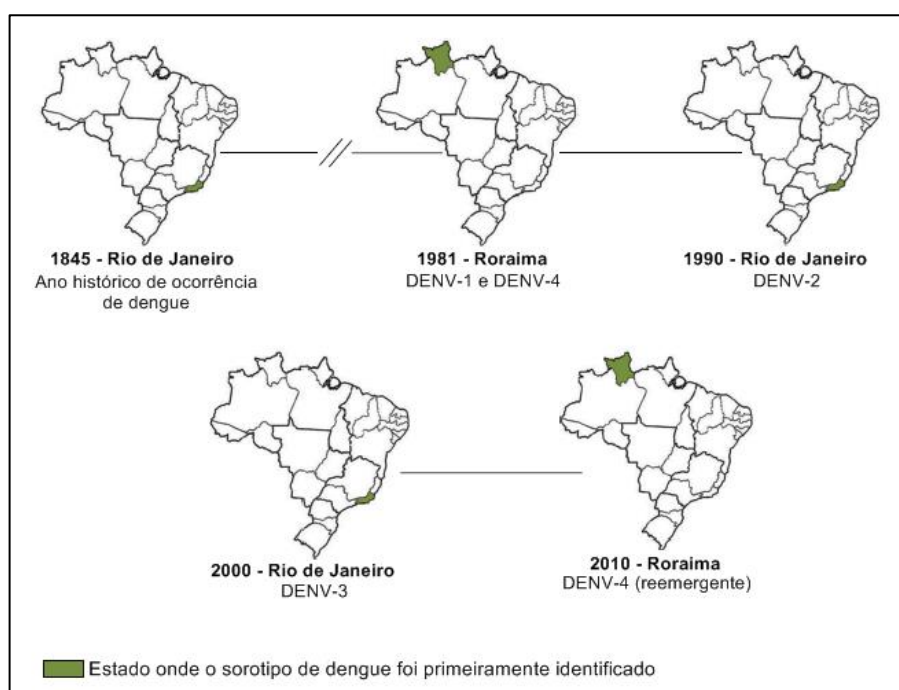 1845 - Rio de Janeiro
Ano histórico de ocorrência
de dengue
1981 - Roraima
DENV-1 e DENV-4
1990 - Rio de Janeiro
DENV-2
2000 - Rio de Janeiro
DENV-3
2010 - Roraima
DENV-4 (reemergente)
Estado onde o sorotipo de dengue foi primeiramente identificado